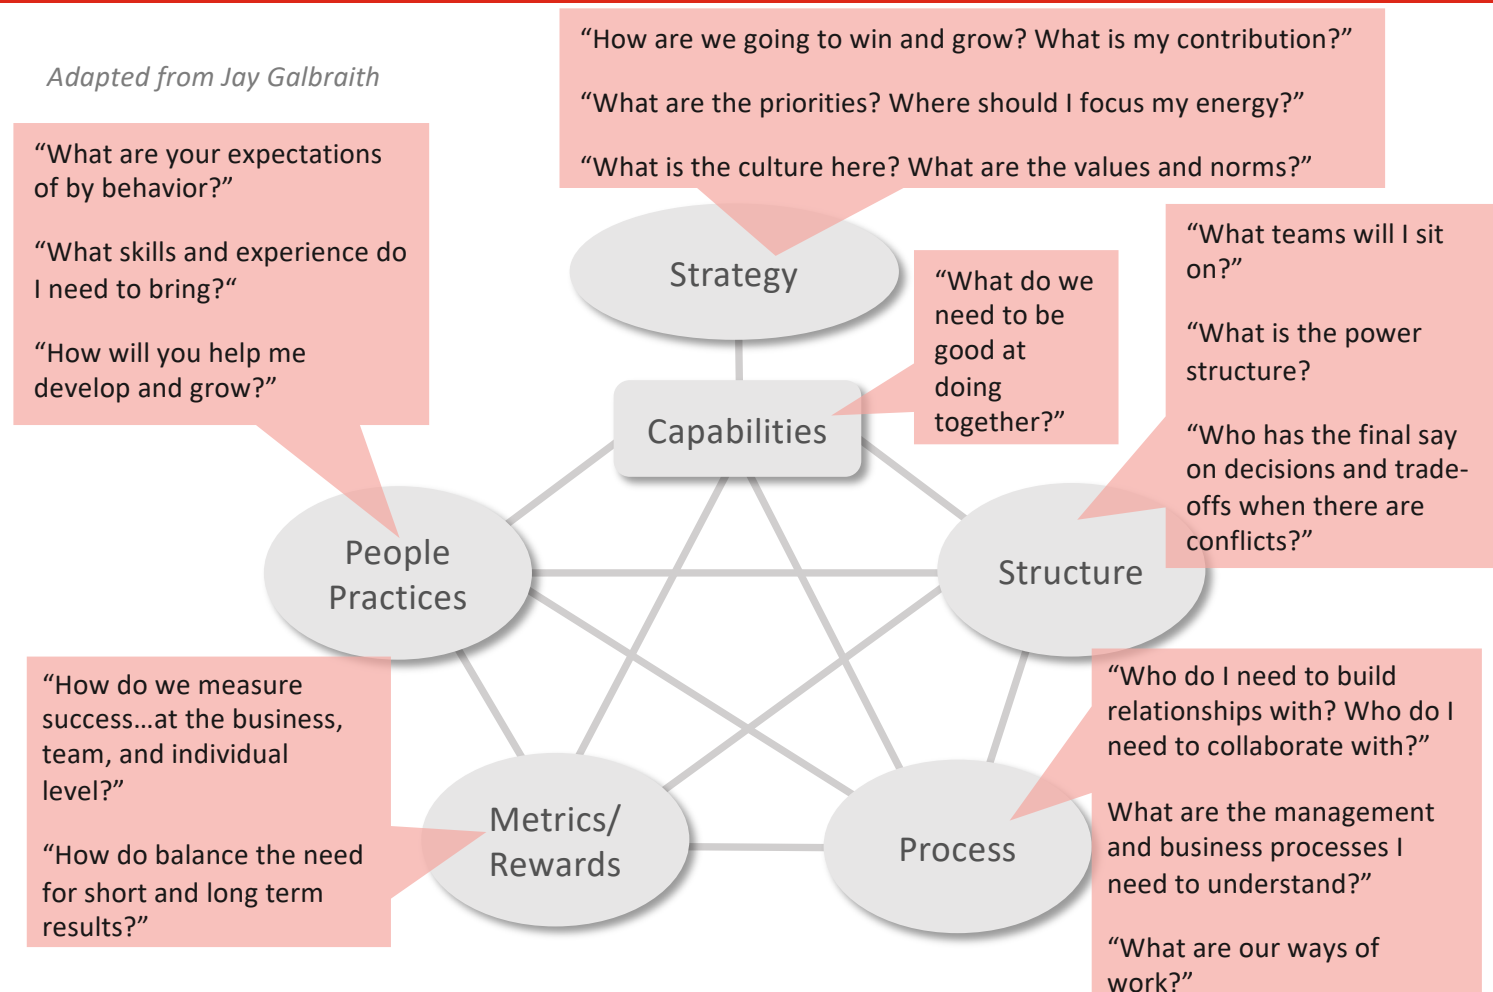 Adapted from Jay Galbraith
“How are we going to win and grow? What is my contribution?”
“What are the priorities? Where should I focus my energy?”
“What is the culture here? What are the values and norms?”
“What are your expectations
of by behavior?”
“What skills and experience do
I need to bring?“
“How will you help me
develop and grow?”
Strategy
“What do we
need to be
good at
doing
together?”
“What teams will I sit
on?”
“What is the power
structure?
“Who has the final say
on decisions and trade-
offs when there are
conflicts?”
Capabilities
People
Practices
Structure
“How do we measure
success…at the business,
team, and individual
level?”
“How do balance the need
for short and long term
results?”
Metrics/
Rewards
Process
“Who do I need to build
relationships with? Who do I
need to collaborate with?”
What are the management
and business processes I
need to understand?”
“What are our ways of
work?”